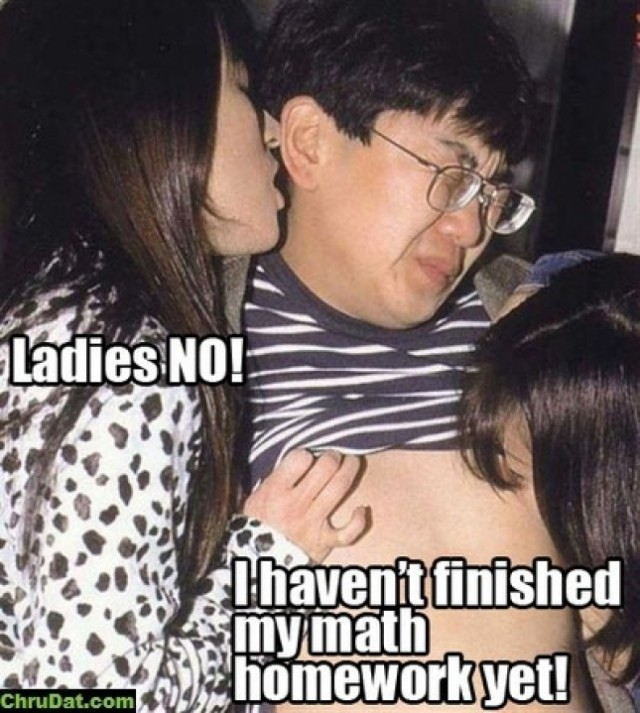 Ladies NO!
I haven't finished
my math
homework yet!
ChruDat.com